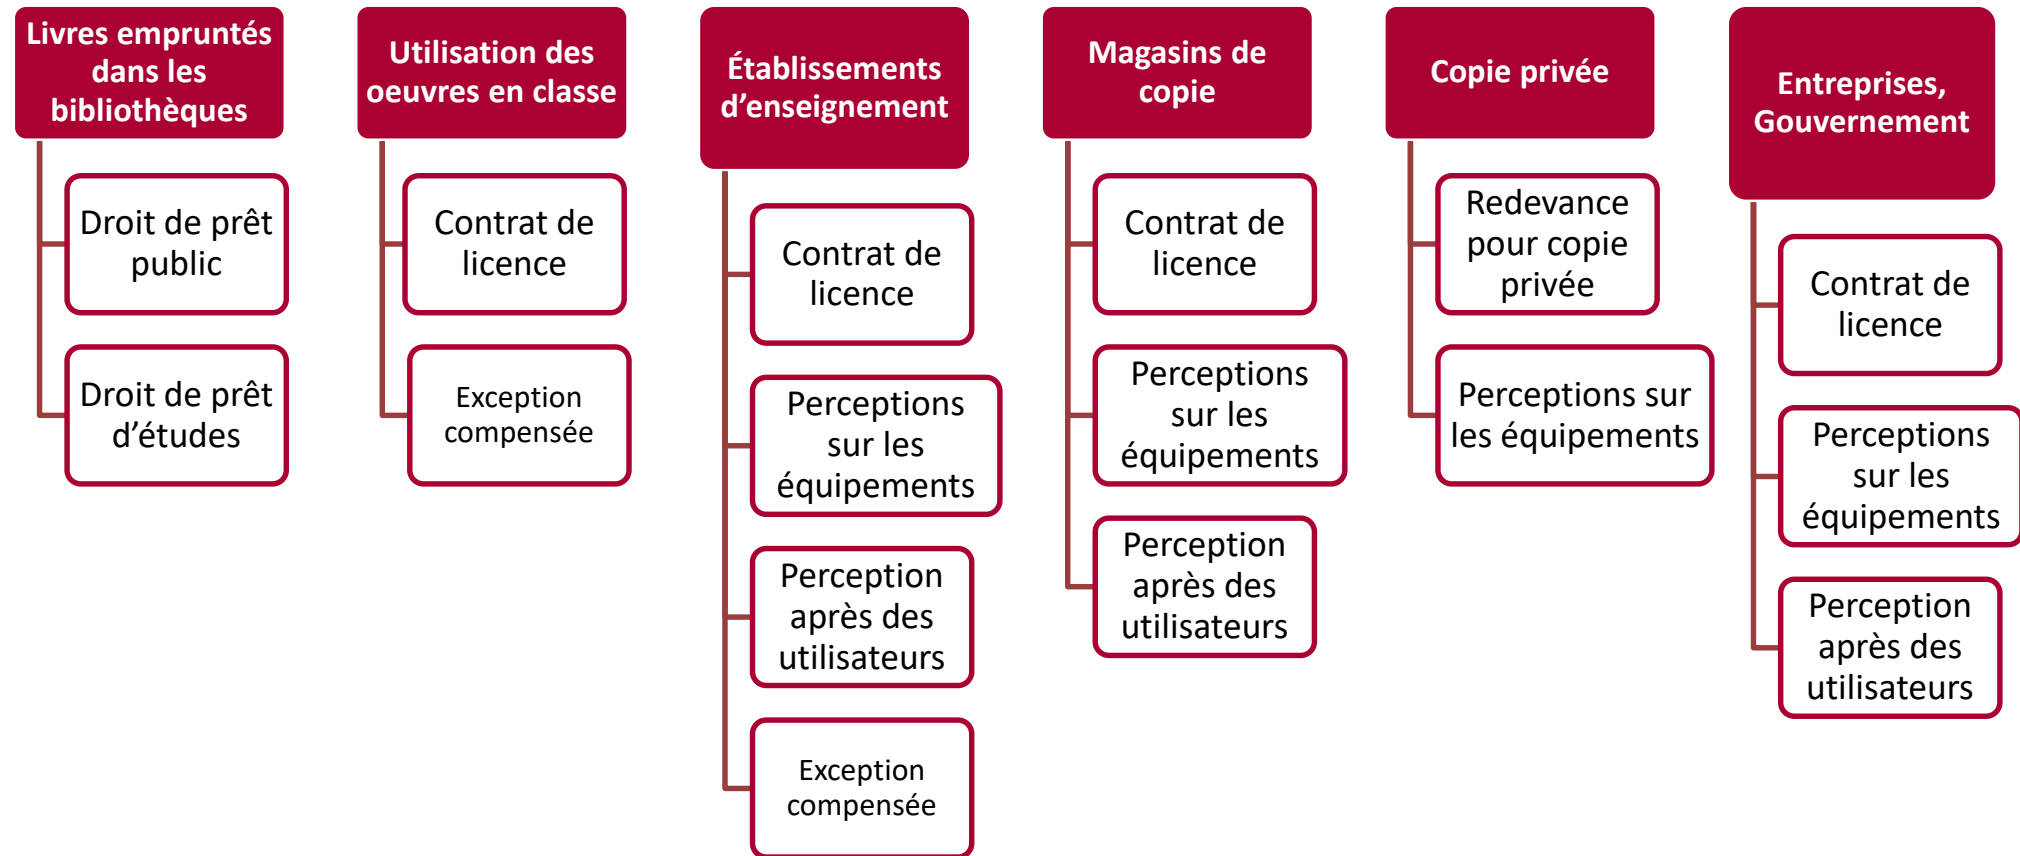 Livres empruntés
dans les
bibliothèques
Droit de prêt
public
Droit de prêt
d’études
Utilisation des
oeuvres en classe
Contrat de
licence
Exception
compensée
Établissements
d’enseignement
Contrat de
licence
Perceptions
sur les
équipements
Perception
après des
utilisateurs
Exception
compensée
Magasins de
copie
Contrat de
licence
Perceptions
sur les
équipements
Perception
après des
utilisateurs
Copie privée
Redevance
pour copie
privée
Perceptions sur
les équipements
Entreprises,
Gouvernement
Contrat de
licence
Perceptions
sur les
équipements
Perception
après des
utilisateurs